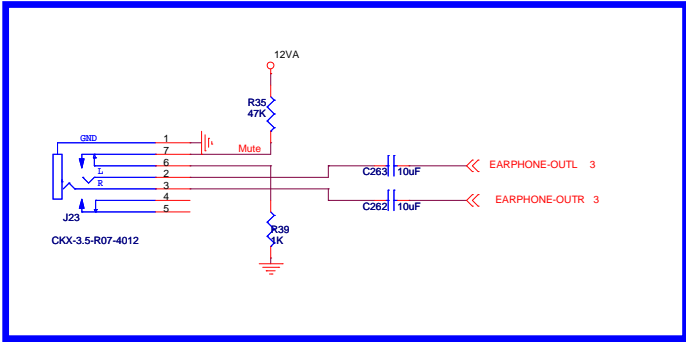 12VA
R35
47K
GND
1
7
Mute
6
L
2
R
3
4
5
J23
CKX-3.5-R07-4012
C263
10uF
EARPHONE-OUTL 3
C262
10uF
EARPHONE-OUTR 3
R39
1K